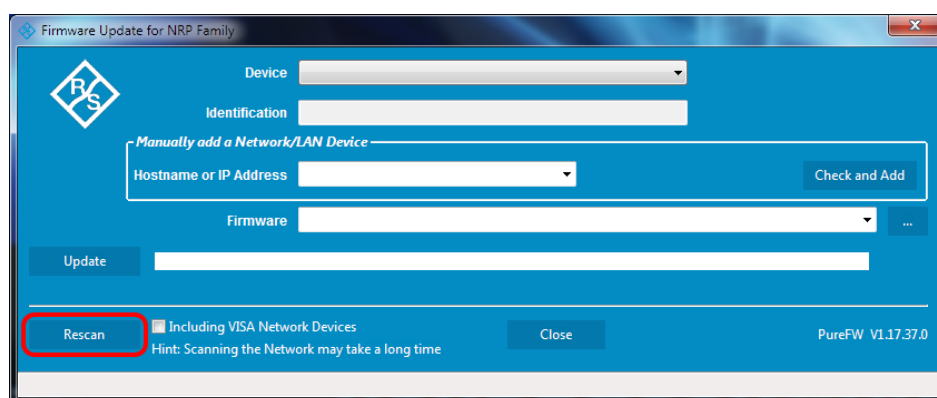 Firmware Update for NRP Family
R&S
Device
Identification
Manually add a Network/LAN Device
Hostname or IP Address
Check and Add
Firmware
...
Update
Rescan
Including VISA Network Devices
Hint: Scanning the Network may take a long time
Close
PureFW V1.17.37.0